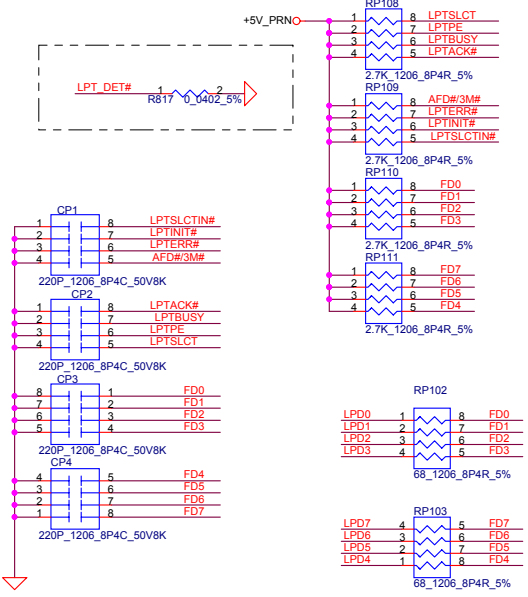 RP108
+5V_PRN
1 8 LPTSLCT
2 7 LPTPE
3 6 LPTBUSY
4 5 LPTACK#
2.7K_1206_8P4R_5%
LPT_DET# 1 2
R817 0_0402_5%
RP109
1 8 AFD#/3M#
2 7 LPTERR#
3 6 LPTINIT#
4 5 LPTSLCTIN#
2.7K_1206_8P4R_5%
RP110
1 8 FD0
2 7 FD1
3 6 FD2
4 5 FD3
2.7K_1206_8P4R_5%
RP111
1 8 FD7
2 7 FD6
3 6 FD5
4 5 FD4
2.7K_1206_8P4R_5%
CP1
1 8 LPTSLCTIN#
2 7 LPTINIT#
3 6 LPTERR#
4 5 AFD#/3M#
220P_1206_8P4C_50V8K
CP2
1 8 LPTACK#
2 7 LPTBUSY
3 6 LPTPE
4 5 LPTSLCT
220P_1206_8P4C_50V8K
CP3
8 1 FD0
7 2 FD1
6 3 FD2
5 4 FD3
220P_1206_8P4C_50V8K
CP4
4 5 FD4
3 6 FD5
2 7 FD6
1 8 FD7
220P_1206_8P4C_50V8K
RP102
LPD0 1 8 FD0
LPD1 2 7 FD1
LPD2 3 6 FD2
LPD3 4 5 FD3
68_1206_8P4R_5%
RP103
LPD7 4 5 FD7
LPD6 3 6 FD6
LPD5 2 7 FD5
LPD4 1 8 FD4
68_1206_8P4R_5%